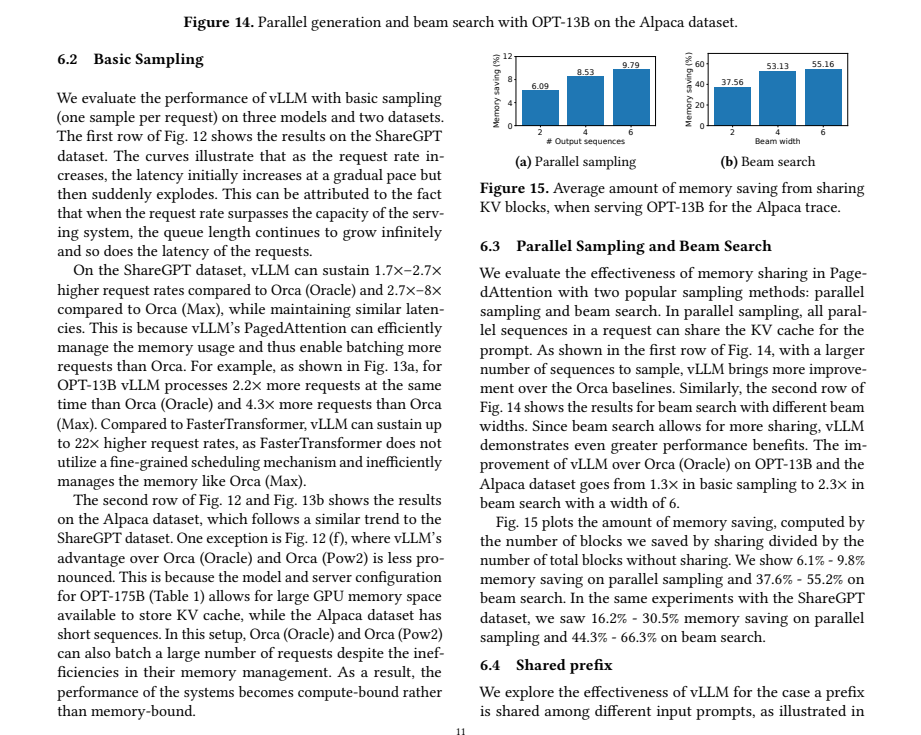 Figure 14. Parallel generation and beam search with OPT-13B on the Alpaca dataset.
6.2 Basic Sampling
We evaluate the performance of vLLM with basic sampling
(one sample per request) on three models and two datasets.
The first row of Fig. 12 shows the results on the ShareGPT
dataset. The curves illustrate that as the request rate in-
creases, the latency initially increases at a gradual pace but
then suddenly explodes. This can be attributed to the fact
that when the request rate surpasses the capacity of the serv-
ing system, the queue length continues to grow infinitely
and so does the latency of the requests.
On the ShareGPT dataset, vLLM can sustain 1.7×–2.7×
higher request rates compared to Orca (Oracle) and 2.7×–8×
compared to Orca (Max), while maintaining similar laten-
cies. This is because vLLM's PagedAttention can efficiently
manage the memory usage and thus enable batching more
requests than Orca. For example, as shown in Fig. 13a, for
OPT-13B vLLM processes 2.2× more requests at the same
time than Orca (Oracle) and 4.3× more requests than Orca
(Max). Compared to FasterTransformer, vLLM can sustain up
to 22× higher request rates, as FasterTransformer does not
utilize a fine-grained scheduling mechanism and inefficiently
manages the memory like Orca (Max).
The second row of Fig. 12 and Fig. 13b shows the results
on the Alpaca dataset, which follows a similar trend to the
ShareGPT dataset. One exception is Fig. 12 (f), where vLLM's
advantage over Orca (Oracle) and Orca (Pow2) is less pro-
nounced. This is because the model and server configuration
for OPT-175B (Table 1) allows for large GPU memory space
available to store KV cache, while the Alpaca dataset has
short sequences. In this setup, Orca (Oracle) and Orca (Pow2)
can also batch a large number of requests despite the inef-
ficiencies in their memory management. As a result, the
performance of the systems becomes compute-bound rather
than memory-bound.
Memory saving (%)
12
8
4
0
6.09
8.53
9.79
2 4 6
# Output sequences
(a) Parallel sampling
Memory saving (%)
60
40
20
0
37.56
53.13
55.16
2 4 6
Beam width
(b) Beam search
Figure 15. Average amount of memory saving from sharing
KV blocks, when serving OPT-13B for the Alpaca trace.
6.3 Parallel Sampling and Beam Search
We evaluate the effectiveness of memory sharing in Page-
dAttention with two popular sampling methods: parallel
sampling and beam search. In parallel sampling, all paral-
lel sequences in a request can share the KV cache for the
prompt. As shown in the first row of Fig. 14, with a larger
number of sequences to sample, vLLM brings more improve-
ment over the Orca baselines. Similarly, the second row of
Fig. 14 shows the results for beam search with different beam
widths. Since beam search allows for more sharing, vLLM
demonstrates even greater performance benefits. The im-
provement of vLLM over Orca (Oracle) on OPT-13B and the
Alpaca dataset goes from 1.3× in basic sampling to 2.3× in
beam search with a width of 6.
Fig. 15 plots the amount of memory saving, computed by
the number of blocks we saved by sharing divided by the
number of total blocks without sharing. We show 6.1% - 9.8%
memory saving on parallel sampling and 37.6% - 55.2% on
beam search. In the same experiments with the ShareGPT
dataset, we saw 16.2% - 30.5% memory saving on parallel
sampling and 44.3% - 66.3% on beam search.
6.4 Shared prefix
We explore the effectiveness of vLLM for the case a prefix
is shared among different input prompts, as illustrated in
11